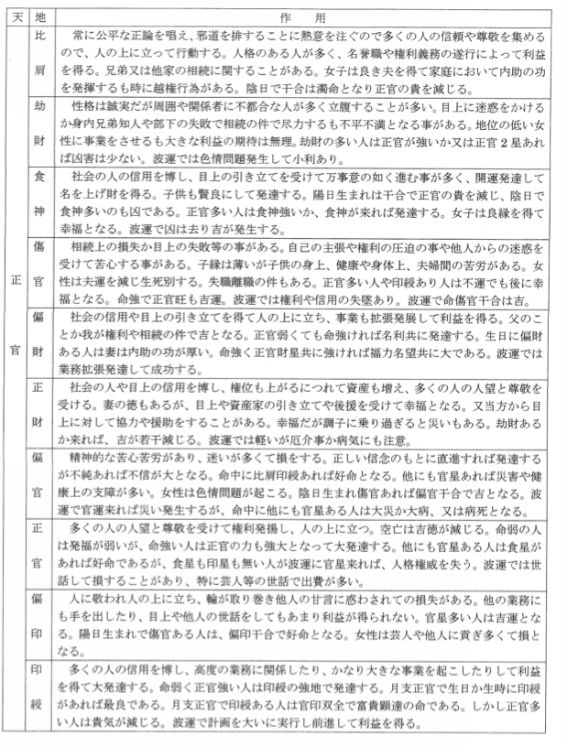 天 地 作用
正官
比肩
常に公平な正論を唱え、邪道を排することに熱意を注ぐので多くの人の信頼や尊敬を集める
ので、人の上に立って行動する。人格のある人が多く、名誉職や権利義務の遂行によって利益
を得る。兄弟又は他家の相続に関することがある。女子は良き夫を得て家庭において内助の功
を発揮するも時に越権行為がある。陰日で干合は濁命となり正官の貴を減じる。
劫財
性格は誠実だが周囲や関係者に不都合な人が多く立腹することが多い。目上に迷惑をかける
か身内兄弟知人や部下の失敗で相続の件で尽力するも不平不満となる事がある。地位の低い女
性に事業をさせるも大きな利益の期待は無理。劫財の多い人は正官が強いか又は正官2星あれ
ば凶害は少ない。波運では色情問題発生して小利あり。
食神
社会の人の信用を博し、目上の引き立てを受けて万事意の如く進む事が多く、開運発達して
名を上げ財を得る。子供も賢良にして発達する。陽日生まれは干合で正官の貴を減じ、陰日で
食神多いのも凶である。正官多い人は食神強いか、食神が来れば発達する。女子は良縁を得て
幸福となる。波運で凶は去り吉が発生する。
傷官
相続上の損失か目上の失敗等の事がある。自己の主張や権利の圧迫の事や他人からの迷惑を
受けて苦心する事がある。子縁は薄いが子供の身上、健康や身体上、夫婦間の苦労がある。女
性は夫運を減じ生死別する。失職離職の件もある。正官多い人や印綬あり人は不運でも後に幸
福となる。命強で正官旺も吉運。波運では権利や信用の失墜あり。波運で命傷官干合は吉。
偏財
社会の信用や目上の引き立てを得て人の上に立ち、事業も拡張発展して利益を得る。父のこ
とか我が権利や相続の件で吉となる。正官弱くても命強ければ名利共に発達する。生日に偏財
ある人は妻は内助の功が厚い。命強く正官財星共に強ければ福力名望共に大である。波運では
業務拡張発達して成功する。
正財
社会の人や目上の信用を博し、権位も上がるにつれて資産も増え、多くの人の人望と尊敬を
受ける。妻の徳もあるが、目上や資産家の引き立てや後援を受けて幸福となる。又当方から目
上に対して協力や援助をすることがある。幸福だが調子に乗り過ぎると災いもある。劫財ある
か来れば、吉が若干減じる。波運では軽いが厄介事か病気にも注意。
偏官
精神的な苦心苦労があり、迷いが多くて損をする。正しい信念のもとに直進すれば発達する
が不純あれば不信が大となる。命中に比肩印綬あれば好命となる。他にも官星あれば災害や健
康上の支障が多い。女性は色情問題が起こる。陰日生まれ傷官あれば偏官干合で吉となる。波
運で官運来れば災い発生するが、命中に他にも官星ある人は大災か大病、又は病死となる。
正官
多くの人の人望と尊敬を受けて権利発揚し、人の上に立つ。空亡は吉徳が減じる。命弱の人
は発福が弱いが、命強い人は正官の力も強大となって大発達する。他にも官星ある人は食星が
あれば好命であるが、食星も印星も無い人が波運に官星来れば、人格権威を失う。波運では世
話して損することがあり、特に芸人等の世話で出費が多い。
偏印
人に敬われ人の上に立ち、輪が取り巻き他人の甘言に惑わされての損失がある。他の業務に
も手を出したり、目上や他人の世話をしてもあまり利益が得られない。官星多い人は吉運とな
る。陽日生まれで傷官ある人は、偏印干合で好命となる。女性は芸人や他人に貢ぎ多くて損と
なる。
印綬
多くの人の信用を博し、高度の業務に関係したり、かなり大きな事業を起こしたりして利益
を得て大発達する。命弱く正官強い人は印綬の強地で発達する。月支正官で生日か生時に印綬
があれば最良である。月支正官で印綬ある人は官印双全で富貴顕達の命である。しかし正官多
い人は貴気が減じる。波運で計画を大いに実行し前進して利益を得る。